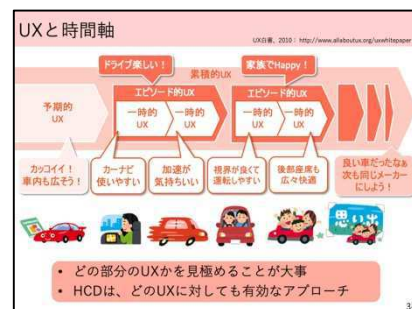 UXと時間軸
UX白書、2010：http://www.allaboutux.org/uxwhitepaper
ドライブ楽しい！
累積的UX
家族でHappy！
予期的
UX
エピソード的UX
一時的
UX
一時的
UX
エピソード的UX
一時的
UX
一時的
UX
カッコイイ！
車内も広そう！
カーナビ
使いやすい
加速が
気持ちいい
視界が良くて
運転しやすい
後部座席も
広々快適
良い車だったなぁ
次も同じメーカー
にしよう！
思い出
• どの部分のUXかを見極めることが大事
• HCDは、どのUXに対しても有効なアプローチ